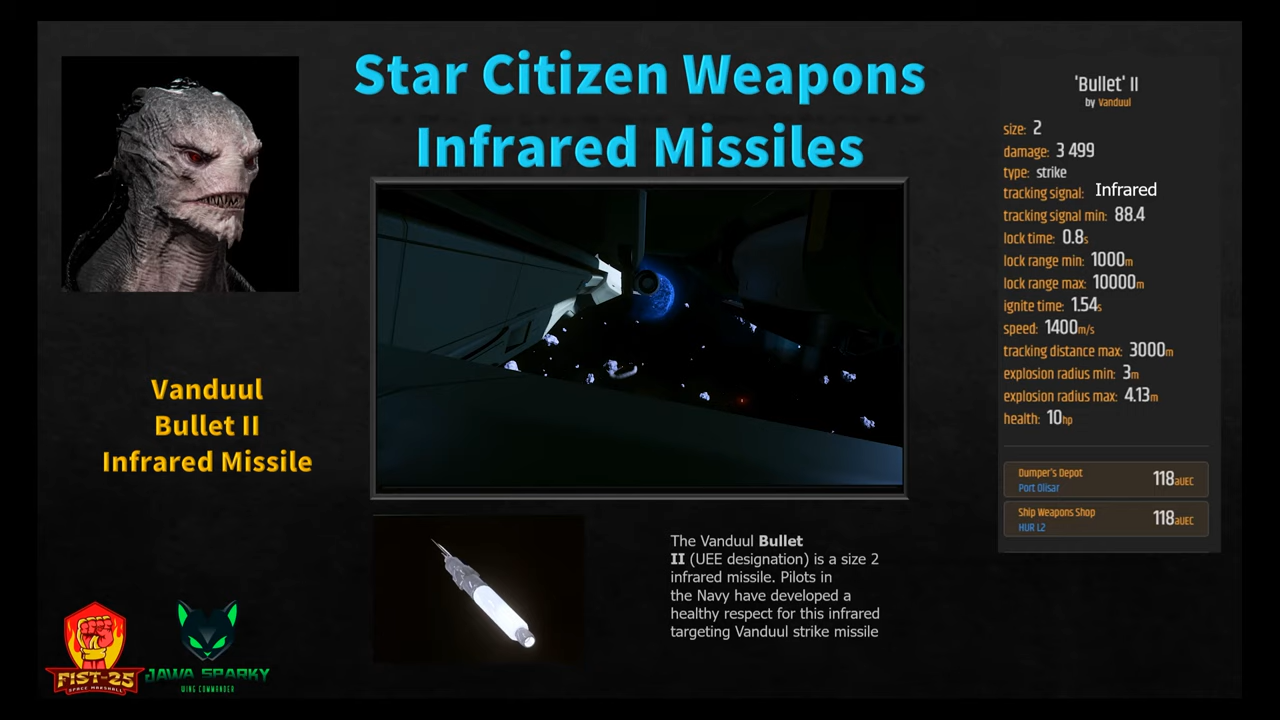 Star Citizen Weapons
Infrared Missiles
Vanduul
Bullet II
Infrared Missile
The Vanduul Bullet
II (UEE designation) is a size 2
infrared missile. Pilots in
the Navy have developed a
healthy respect for this infrared
targeting Vanduul strike missile
'Bullet' II
by Vanduul
size: 2
damage: 3 499
type: strike
tracking signal: Infrared
tracking signal min: 88.4
lock time: 0.8s
lock range min: 1000m
lock range max: 10000m
ignite time: 1.54s
speed: 1400m/s
tracking distance max: 3000m
explosion radius min: 3m
explosion radius max: 4.13m
health: 10hp
Dumper's Depot
Port Olisar
118aUEC
Ship Weapons Shop
HUR L2
118aUEC
FIST-25
SPACE MARSHALL
JAWA SPARKY
WING COMMANDER